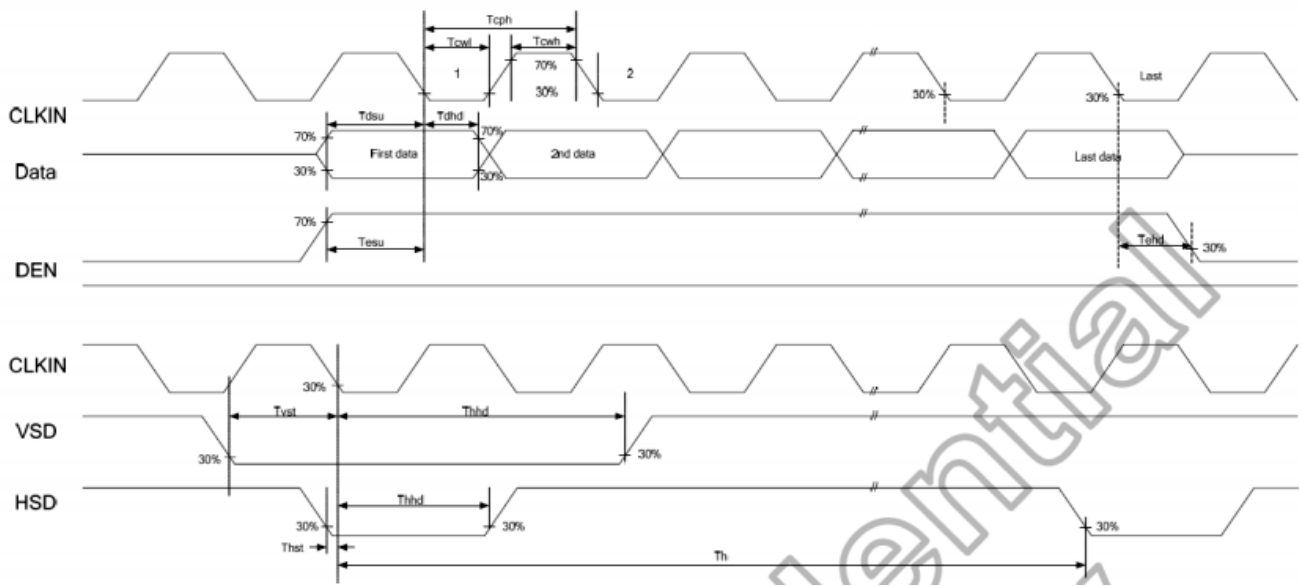 Tcph
Tcwl Tcwh
1 70% 2 Last
30% 30% 30%
CLKIN
Tdsu Tdhd
70% 70%
First data 2nd data Last data
Data
30% 30%
70%
Tesu Tehd 30%
DEN
CLKIN
30%
Tvst Thhd
VSD
30% 30%
HSD
Thhd
30% 30% 30%
Thst
Th